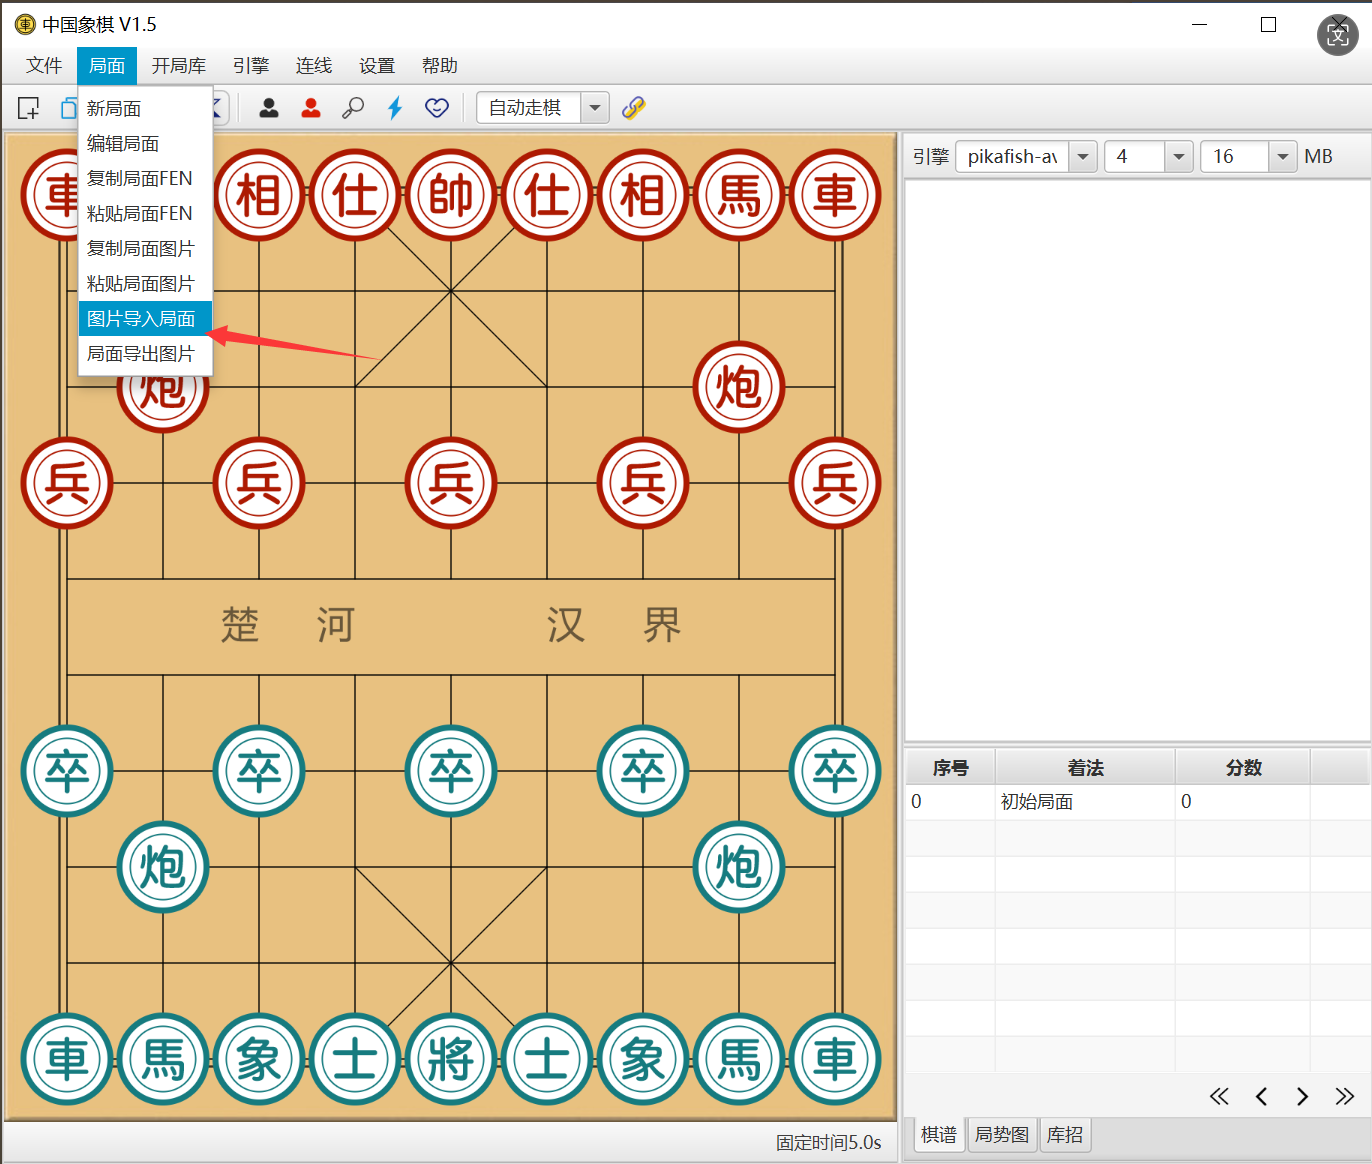 中国象棋 V1.5
文件 局面 开局库 引擎 连线 设置 帮助
自动走棋
新局面
编辑局面
复制局面FEN
粘贴局面FEN
复制局面图片
粘贴局面图片
图片导入局面
局面导出图片
相 仕 帥 仕 相 馬 車
炮 炮
兵 兵 兵 兵 兵
楚 河 汉 界
卒 卒 卒 卒 卒
炮 炮
車 馬 象 士 將 士 象 馬 車
固定时间5.0s
引擎 pikafish-av 4 16 MB
序号 着法 分数
0 初始局面 0
棋谱 局势图 库招